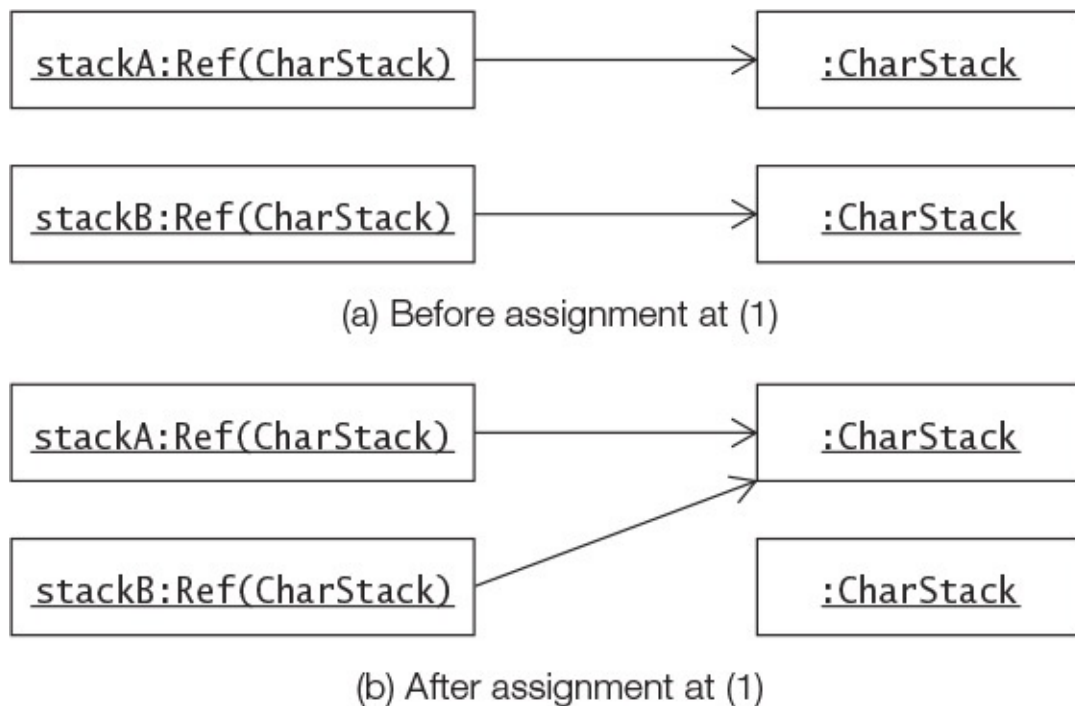 stackA:Ref(CharStack) :CharStack
stackB:Ref(CharStack) :CharStack
(a) Before assignment at (1)
stackA:Ref(CharStack) :CharStack
stackB:Ref(CharStack) :CharStack
(b) After assignment at (1)